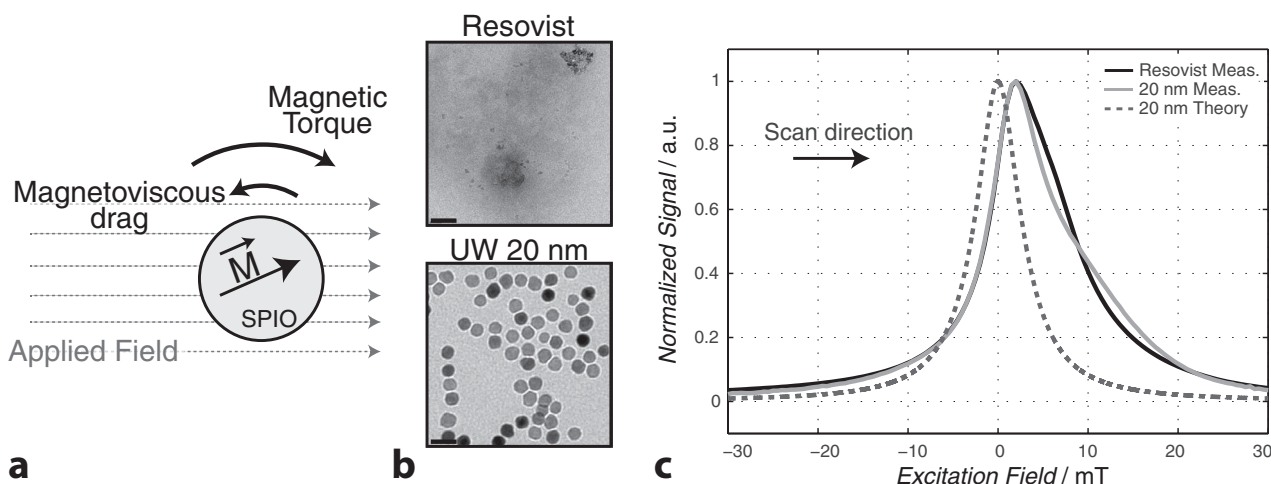 Magnetic
Torque
Magnetoviscous
drag
M
SPIO
Applied Field
a
Resovist
UW 20 nm
b
Resovist Meas.
20 nm Meas.
20 nm Theory
Scan direction
Normalized Signal / a.u.
1
0.8
0.6
0.4
0.2
0
−30
−20
−10
0
10
20
30
Excitation Field / mT
c